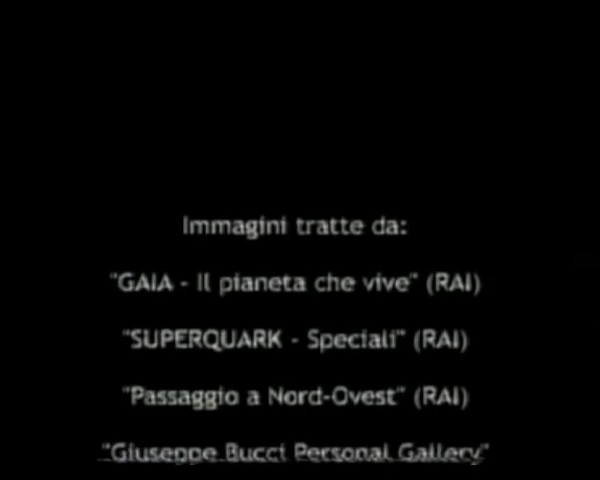 Immagini tratte da:
"GAIA - Il pianeta che vive" (RAI)
"SUPERQUARK - Speciali" (RAI)
"Passaggio a Nord-Ovest" (RAI)
"Giuseppe Bucci Personal Gallery"